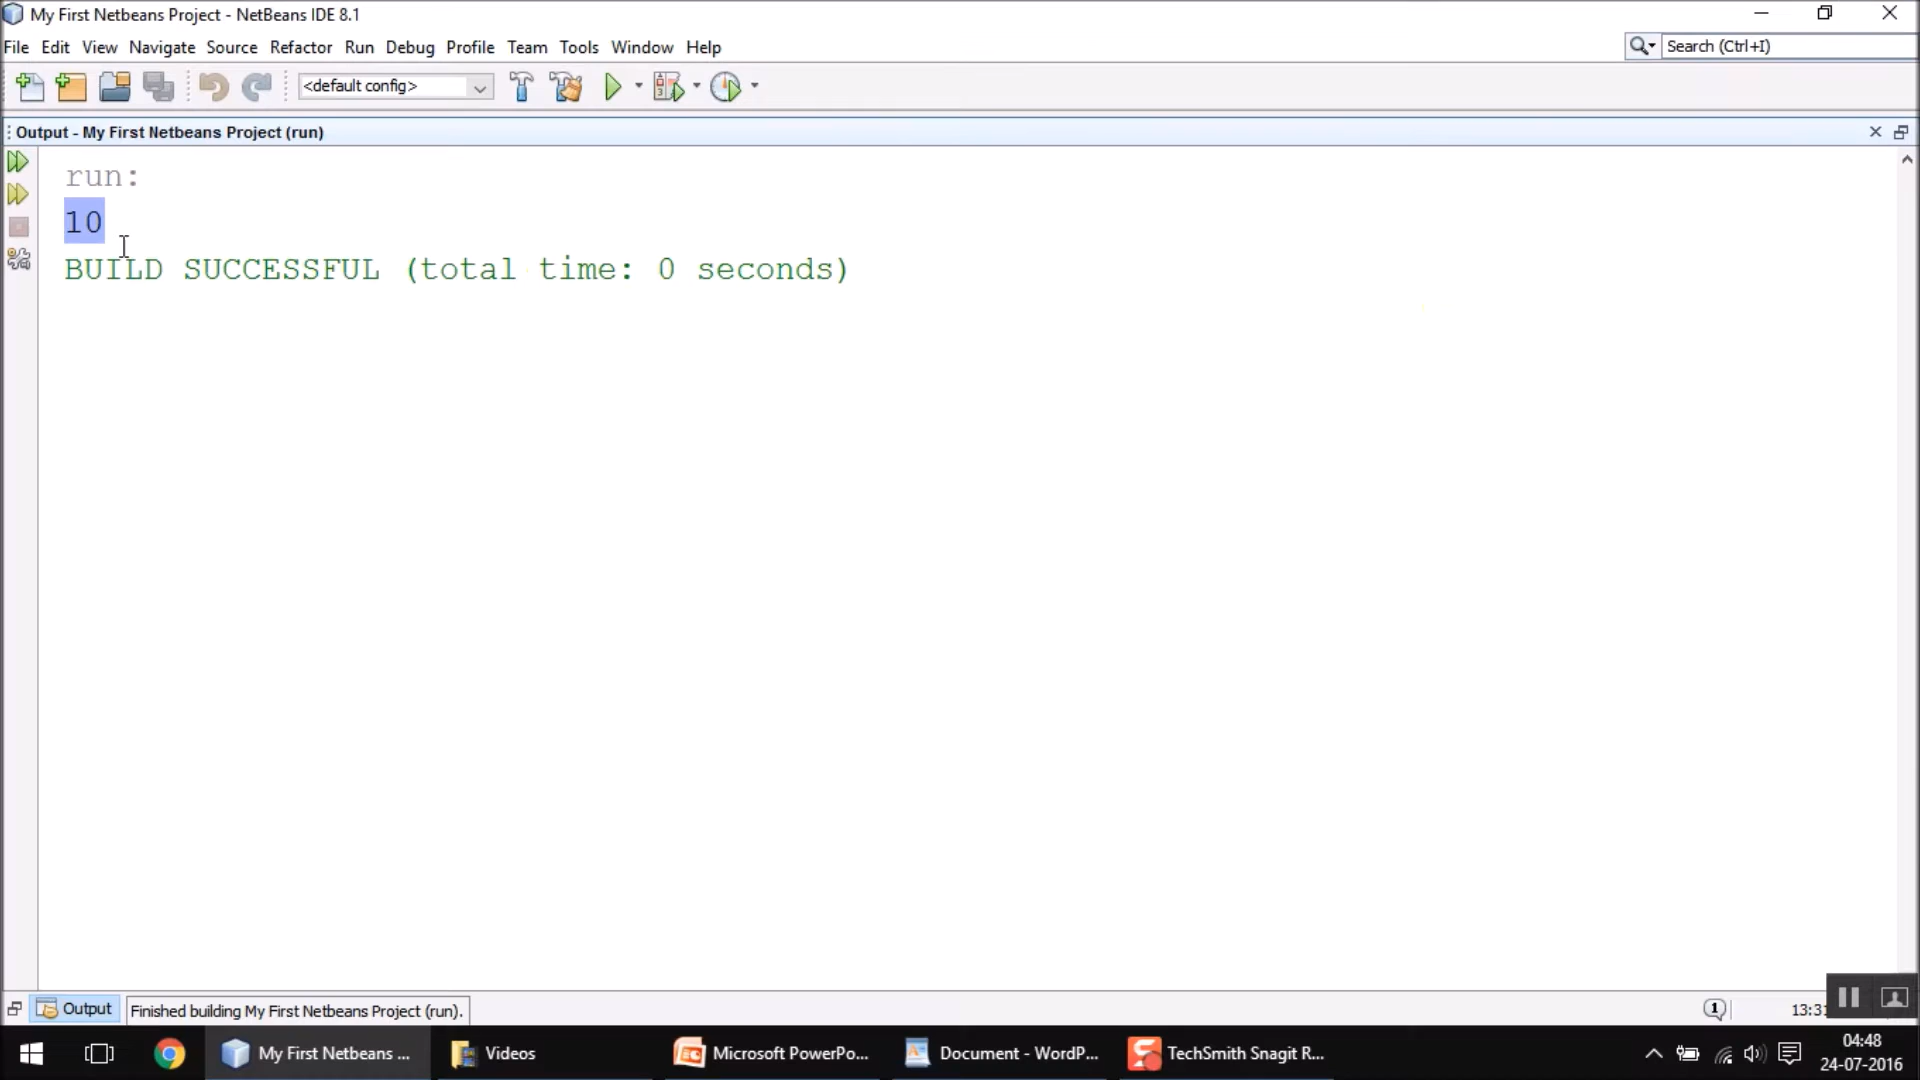 My First Netbeans Project - NetBeans IDE 8.1
File Edit View Navigate Source Refactor Run Debug Profile Team Tools Window Help
Search (Ctrl+I)
<default config>
Output - My First Netbeans Project (run)
run:
10
BUILD SUCCESSFUL (total time: 0 seconds)
Output Finished building My First Netbeans Project (run).
1
13:31
My First Netbeans ...
Videos
Microsoft PowerPo...
Document - WordP...
TechSmith Snagit R...
04:48
24-07-2016